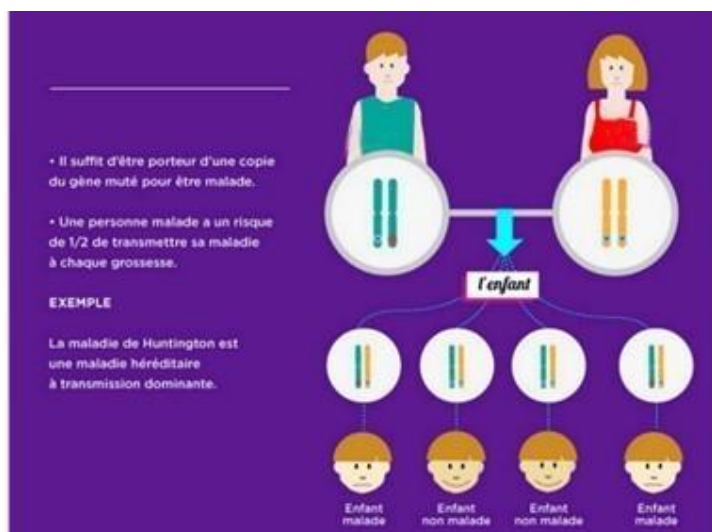 • Il suffit d'être porteur d'une copie
du gène muté pour être malade.
• Une personne malade a un risque
de 1/2 de transmettre sa maladie
à chaque grossesse.
EXEMPLE
La maladie de Huntington est
une maladie héréditaire
à transmission dominante.
l'enfant
Enfant
malade
Enfant
non malade
Enfant
non malade
Enfant
malade